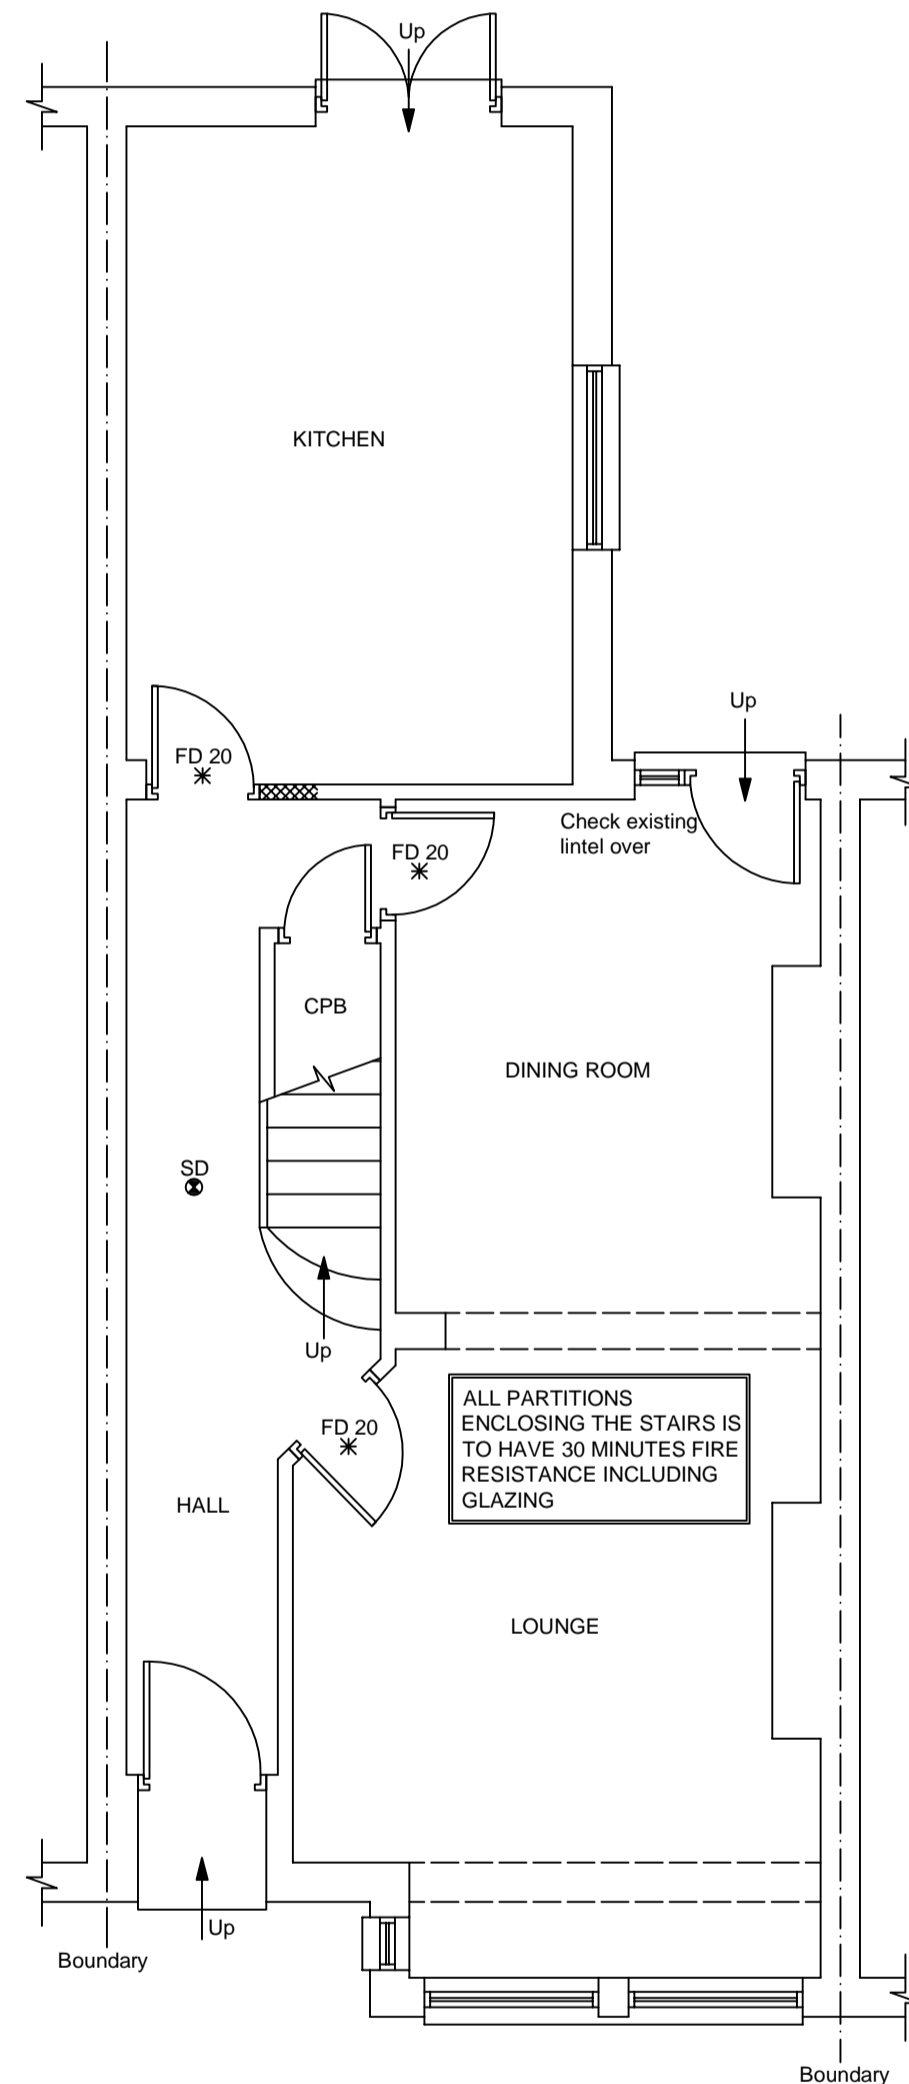 Up
KITCHEN
Up
FD 20
Check existing
lintel over
FD 20
CPB
DINING ROOM
SD
Up
ALL PARTITIONS
ENCLOSING THE STAIRS IS
TO HAVE 30 MINUTES FIRE
RESISTANCE INCLUDING
GLAZING
FD 20
HALL
LOUNGE
Up
Boundary
Boundary